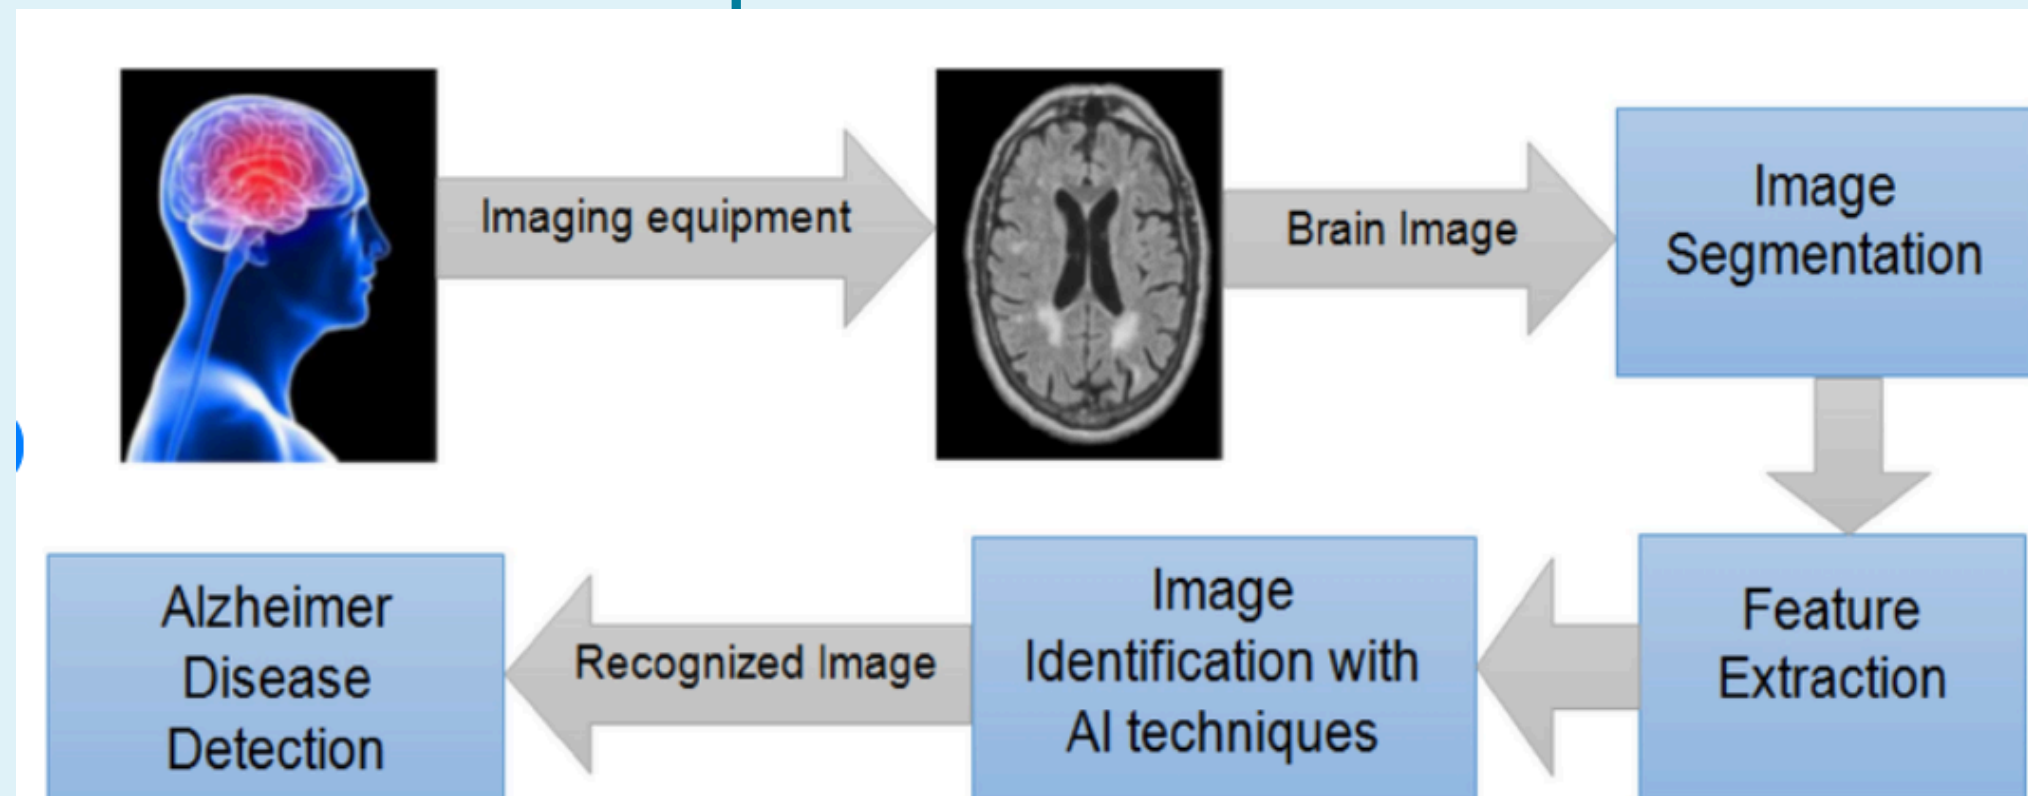 Imaging equipment
Brain Image
Image
Segmentation
Feature
Extraction
Image
Identification with
AI techniques
Recognized Image
Alzheimer
Disease
Detection